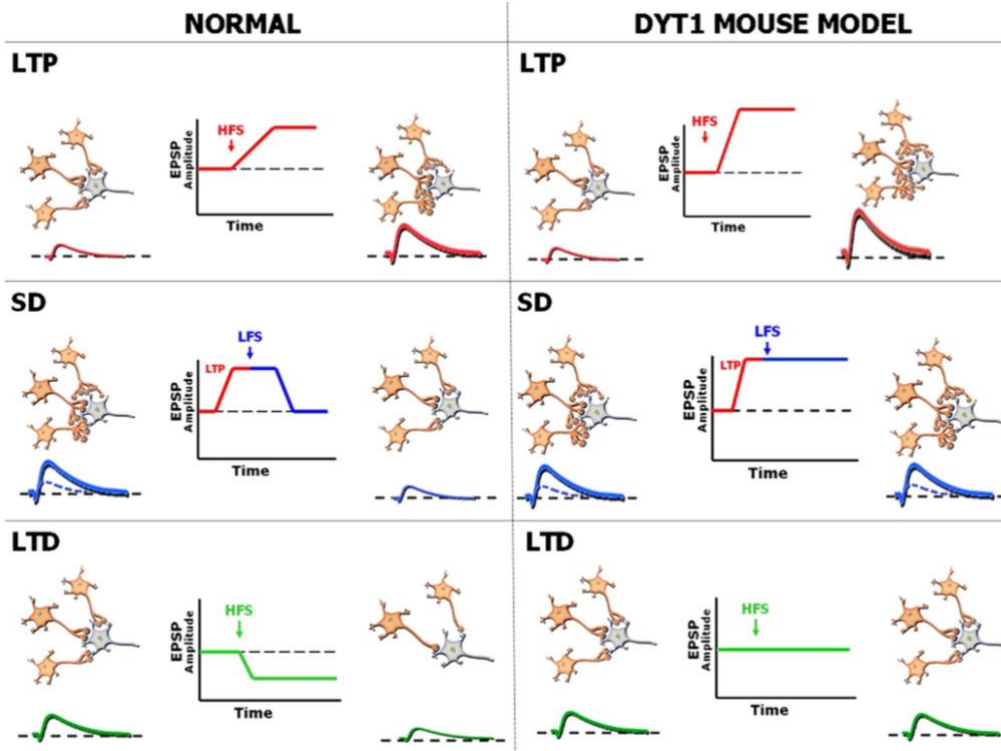 NORMAL
DYT1 MOUSE MODEL
LTP
HFS
EPSP
Amplitude
Time
LTP
HFS
EPSP
Amplitude
Time
SD
LFS
LTP
EPSP
Amplitude
Time
SD
LFS
LTP
EPSP
Amplitude
Time
LTD
HFS
EPSP
Amplitude
Time
LTD
HFS
EPSP
Amplitude
Time